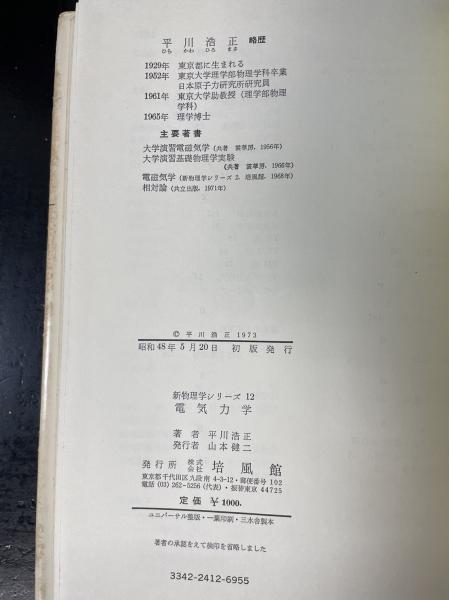 平川浩正 略歴
ひら かわ ひろ まさ
1929年 東京都に生まれる
1952年 東京大学理学部物理学科卒業
日本原子力研究所研究員
1961年 東京大学助教授（理学部物理
学科）
1965年 理学博士
主要著書
大学演習電磁気学（共著 裳華房，1956年）
大学演習基礎物理学実験
（共著 裳華房，1966年）
電磁気学（新物理学シリーズ2. 培風館，1968年）
相対論（共立出版，1971年）
© 平川浩正 1973
昭和48年5月20日 初版発行
新物理学シリーズ 12
電気力学
著者 平川浩正
発行者 山本健二
発行所 株式会社 培風館
東京都千代田区九段南4-3-12・郵便番号102
電話(03)262-5256(代表)・振替東京44725
定価 ¥1000.
ユニバーサル整版・一葉印刷・三水舎製本
著者の承認をえて検印を省略しました
3342-2412-6955